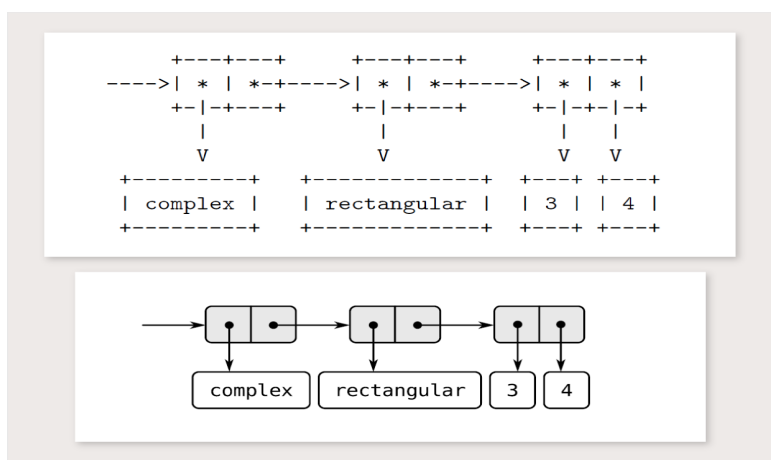 +---+---+       +---+---+       +---+---+
---->| * | *-+---->| * | *-+---->| * | * |
     +-|-+---+       +-|-+---+       +-|-+-|-+
       |               |               |   |
       V               V               V   V
+---------+   +-------------+   +---+ +---+
| complex |   | rectangular |   | 3 | | 4 |
+---------+   +-------------+   +---+ +---+
complex rectangular 3 4